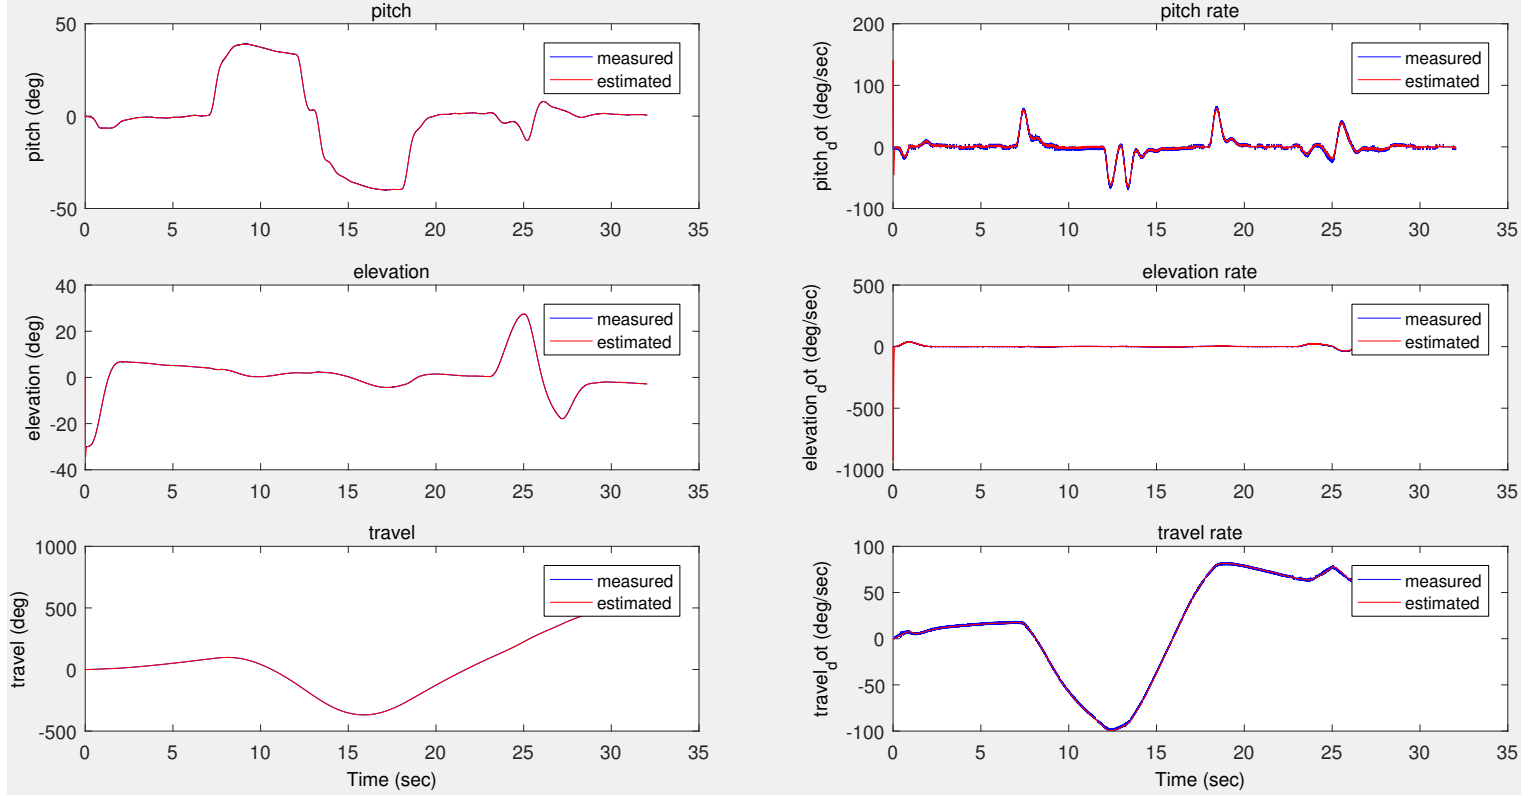 pitch
50
0
-50
pitch (deg)
measured
estimated
0 5 10 15 20 25 30 35
pitch rate
200
100
0
-100
pitch_dot (deg/sec)
measured
estimated
0 5 10 15 20 25 30 35
elevation
40
20
0
-20
-40
elevation (deg)
measured
estimated
0 5 10 15 20 25 30 35
elevation rate
500
0
-500
-1000
elevation_dot (deg/sec)
measured
estimated
0 5 10 15 20 25 30 35
travel
1000
500
0
-500
travel (deg)
measured
estimated
0 5 10 15 20 25 30 35
Time (sec)
travel rate
100
50
0
-50
-100
travel_dot (deg/sec)
measured
estimated
0 5 10 15 20 25 30 35
Time (sec)